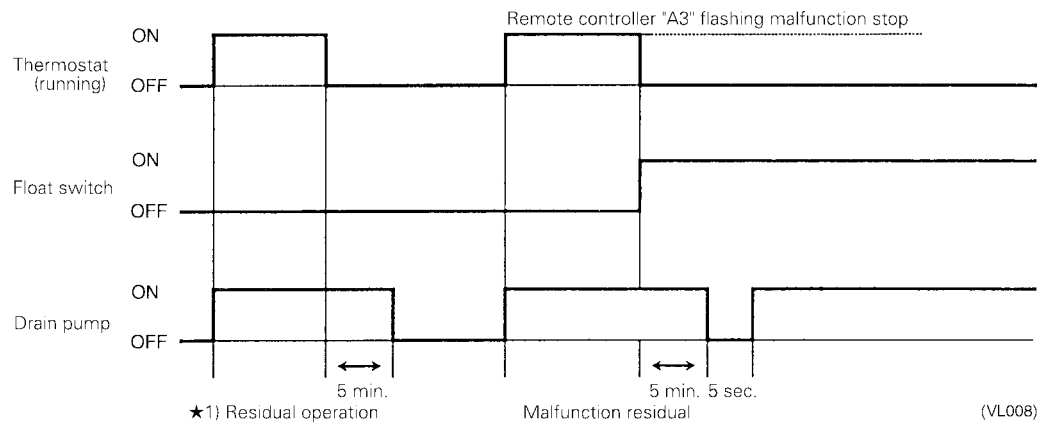 Remote controller "A3" flashing malfunction stop
ON
Thermostat
(running)
OFF
ON
Float switch
OFF
ON
Drain pump
OFF
5 min.
5 min.
5 sec.
★1) Residual operation
Malfunction residual
(VL008)